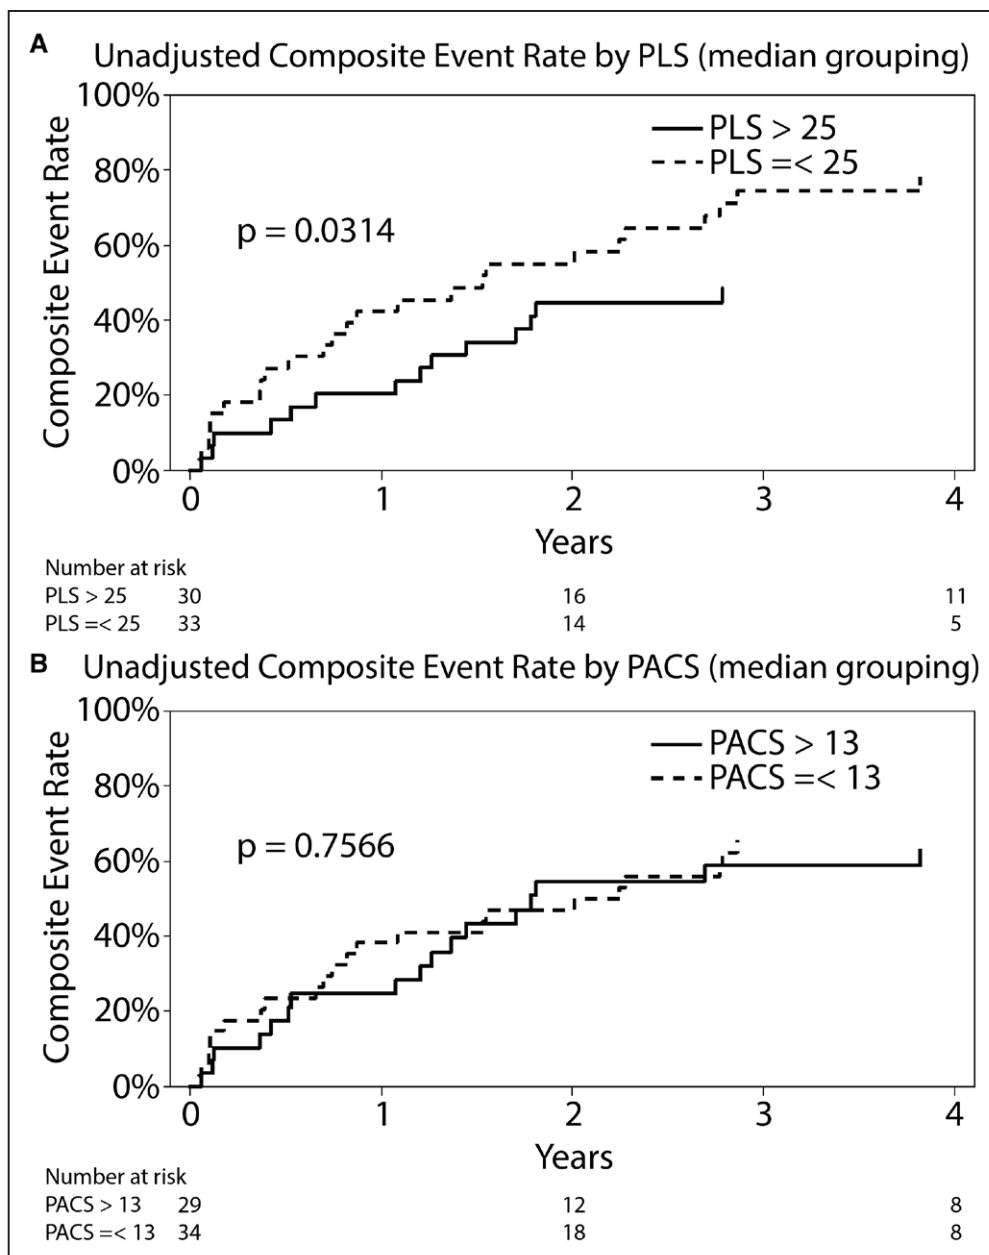 A
Unadjusted Composite Event Rate by PLS (median grouping)
100%
80%
60%
40%
20%
0%
Composite Event Rate
PLS > 25
PLS =< 25
p = 0.0314
0 1 2 3 4
Years
Number at risk
PLS > 25 30 16 11
PLS =< 25 33 14 5
B
Unadjusted Composite Event Rate by PACS (median grouping)
100%
80%
60%
40%
20%
0%
Composite Event Rate
PACS > 13
PACS =< 13
p = 0.7566
0 1 2 3 4
Years
Number at risk
PACS > 13 29 12 8
PACS =< 13 34 18 8